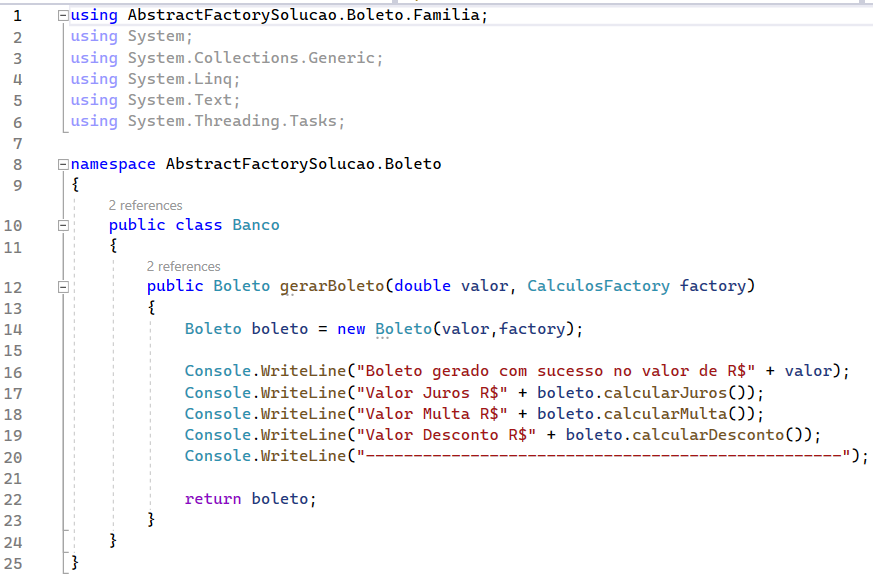 1 using AbstractFactorySolucao.Boleto.Familia;
2 using System;
3 using System.Collections.Generic;
4 using System.Linq;
5 using System.Text;
6 using System.Threading.Tasks;
7
8 namespace AbstractFactorySolucao.Boleto
9 {
2 references
10 public class Banco
11 {
2 references
12 public Boleto gerarBoleto(double valor, CalculosFactory factory)
13 {
14 Boleto boleto = new Boleto(valor,factory);
15
16 Console.WriteLine("Boleto gerado com sucesso no valor de R$" + valor);
17 Console.WriteLine("Valor Juros R$" + boleto.calcularJuros());
18 Console.WriteLine("Valor Multa R$" + boleto.calcularMulta());
19 Console.WriteLine("Valor Desconto R$" + boleto.calcularDesconto());
20 Console.WriteLine("--------------------------------------------------");
21
22 return boleto;
23 }
24 }
25 }